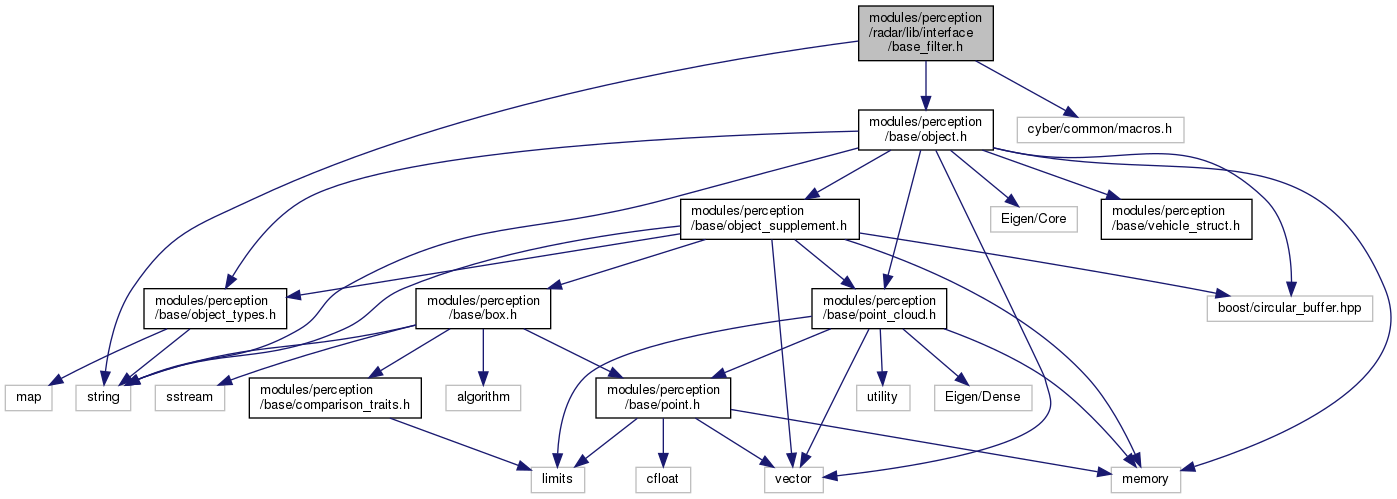 modules/perception
/radar/lib/interface
/base_filter.h
modules/perception
/base/object.h
cyber/common/macros.h
modules/perception
/base/object_supplement.h
Eigen/Core
modules/perception
/base/vehicle_struct.h
modules/perception
/base/object_types.h
modules/perception
/base/box.h
modules/perception
/base/point_cloud.h
boost/circular_buffer.hpp
map
string
sstream
modules/perception
/base/comparison_traits.h
algorithm
modules/perception
/base/point.h
utility
Eigen/Dense
limits
cfloat
vector
memory